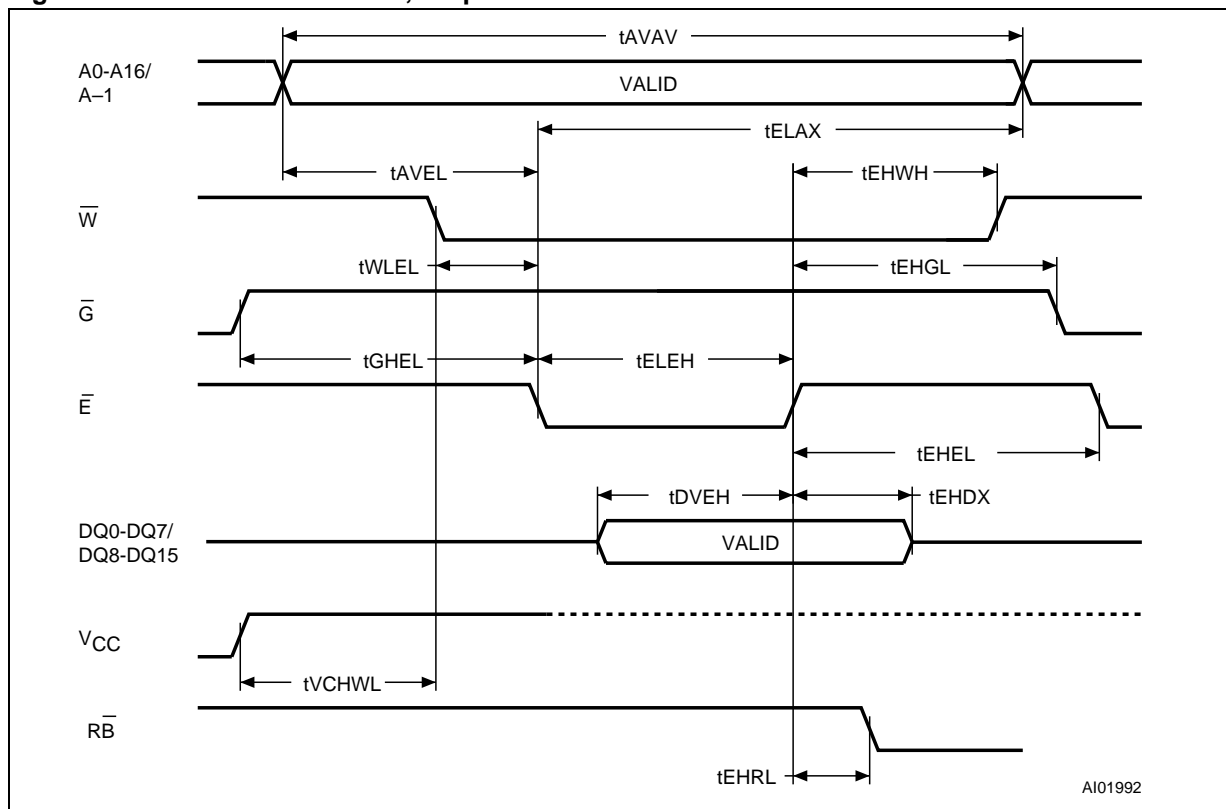 tAVAV
A0-A16/
A–1
VALID
tELAX
tAVEL
tEHWH
W
tWLEL
tEHGL
G
tGHEL
tELEH
E
tEHEL
tDVEH
tEHDX
DQ0-DQ7/
DQ8-DQ15
VALID
VCC
tVCHWL
RB
tEHRL
AI01992